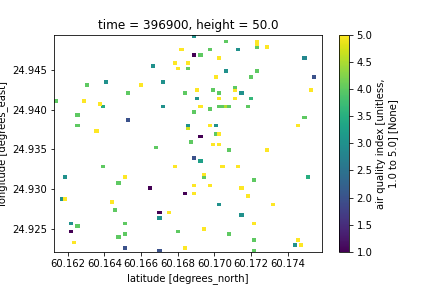 time = 396900, height = 50.0
24.945
24.940
24.935
24.930
24.925
60.162 60.164 60.166 60.168 60.170 60.172 60.174
latitude [degrees_north]
longitude [degrees_east]
5.0
4.5
4.0
3.5
3.0
2.5
2.0
1.5
1.0
air quality index [unitless,
1.0 to 5.0] [None]